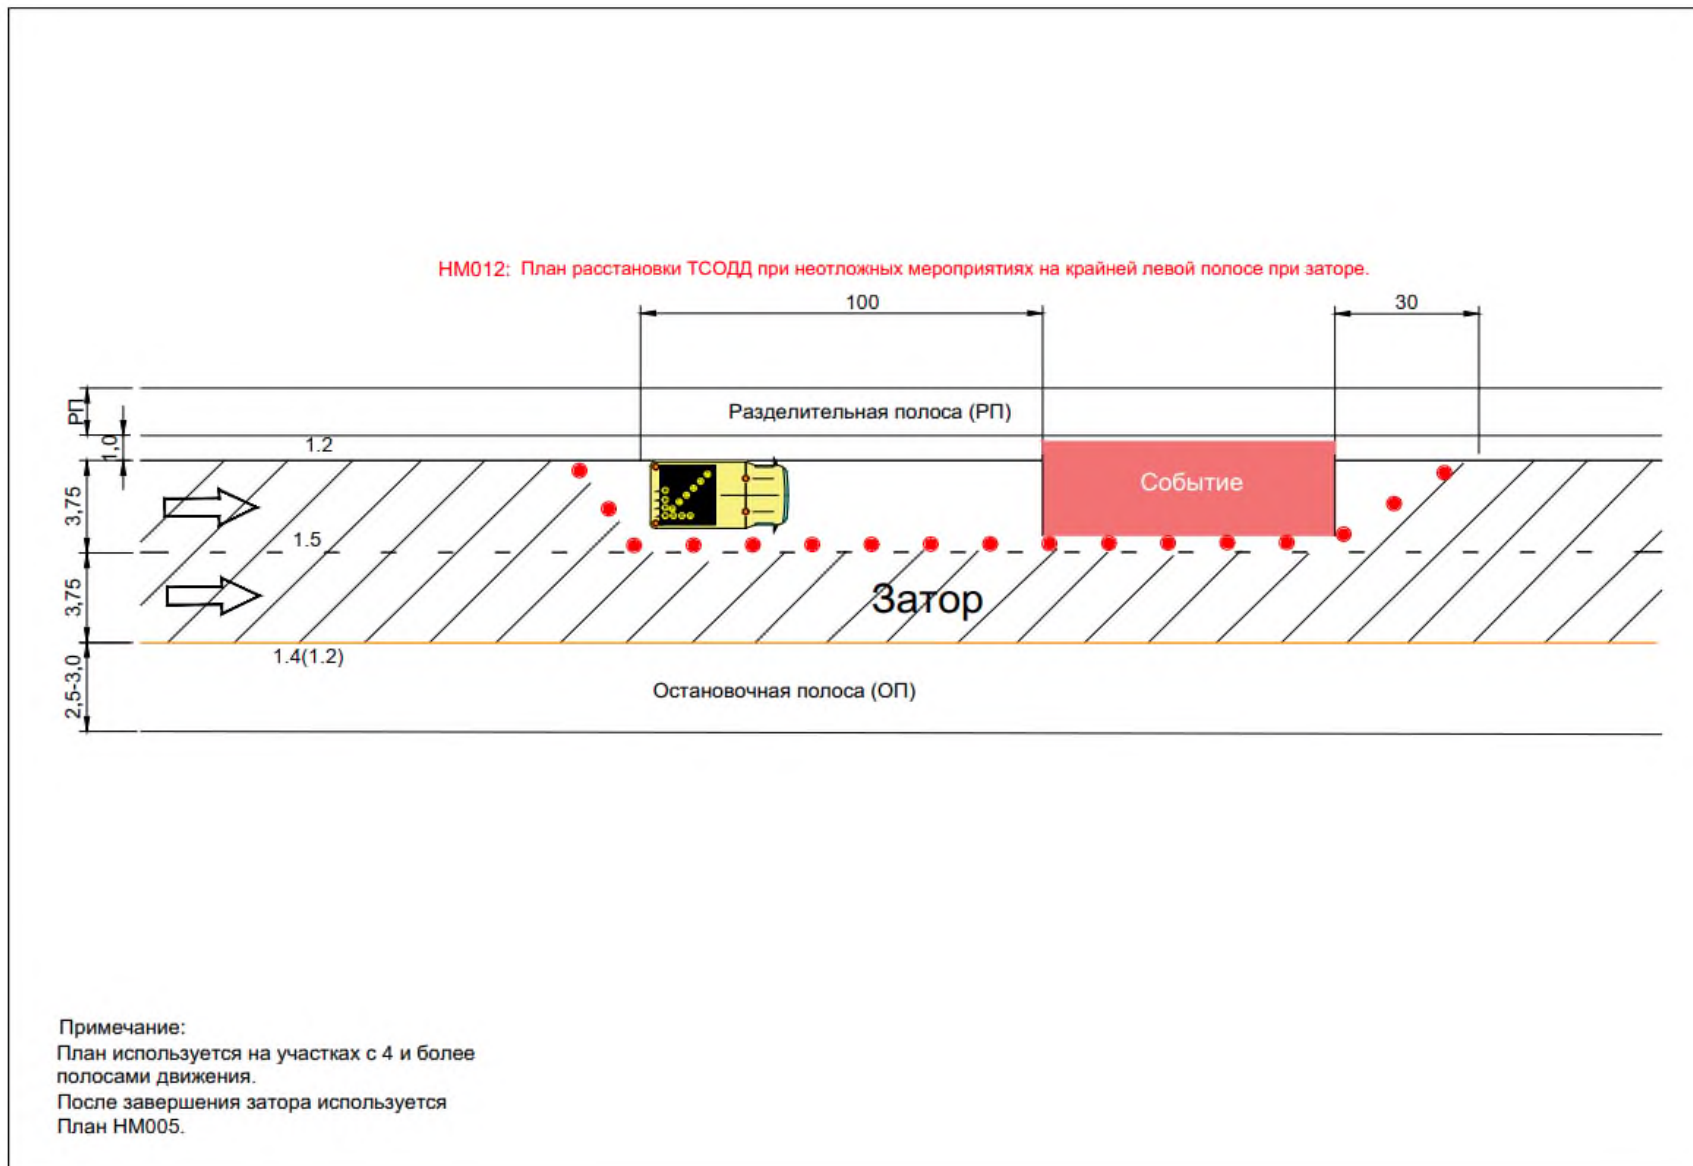 НМ012: План расстановки ТСОДД при неотложных мероприятиях на крайней левой полосе при заторе.
100
30
РП
Разделительная полоса (РП)
1,0
1.2
Событие
3,75
1.5
3,75
Затор
1.4(1.2)
2,5-3,0
Остановочная полоса (ОП)
Примечание:
План используется на участках с 4 и более
полосами движения.
После завершения затора используется
План НМ005.